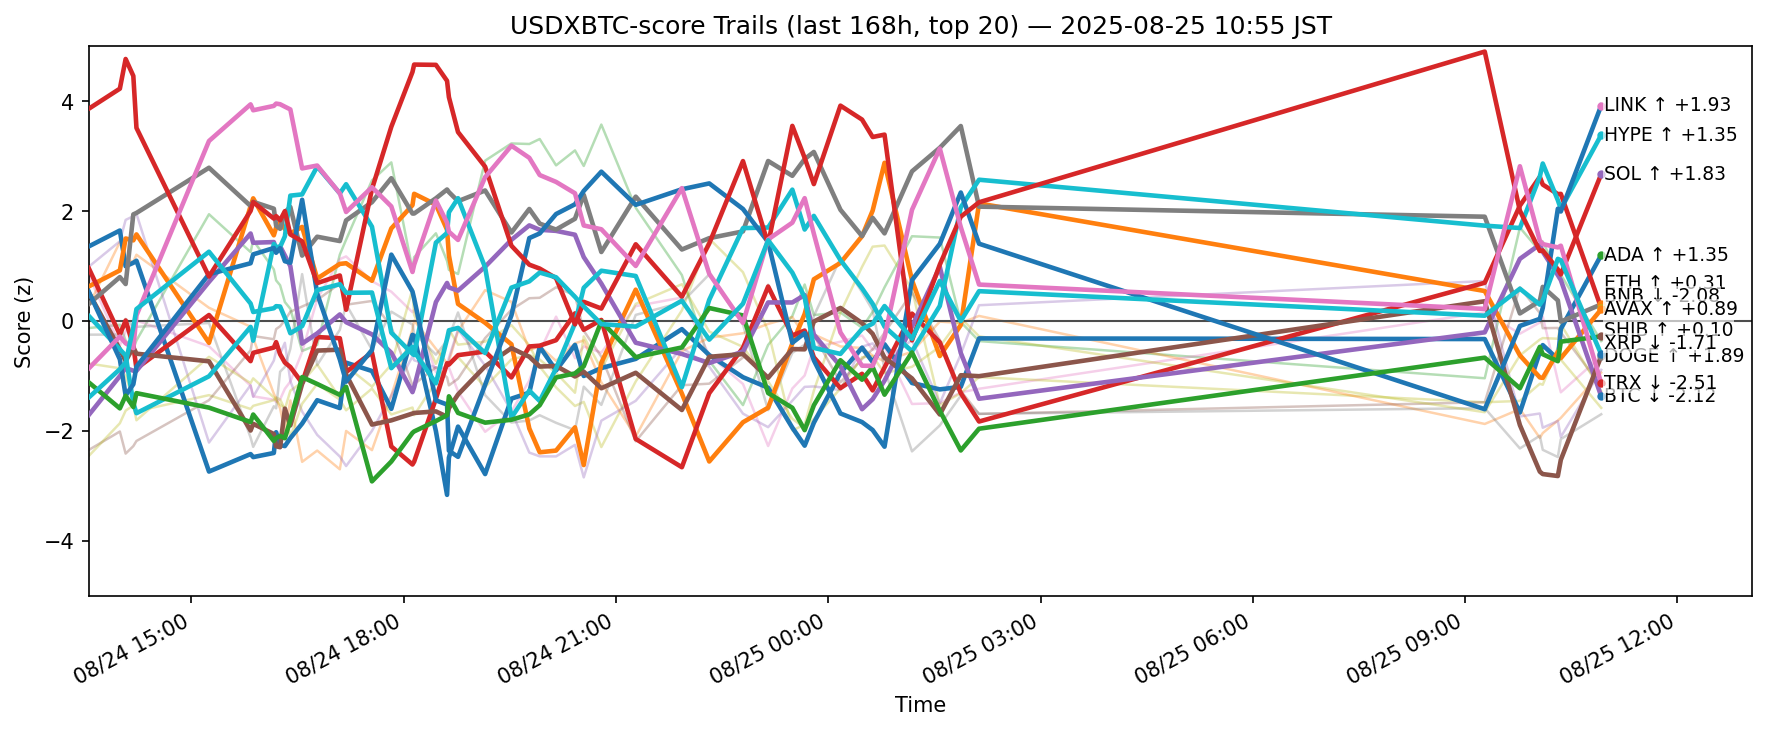 USDXBTC-score Trails (last 168h, top 20) — 2025-08-25 10:55 JST
Score (z)
4
2
0
−2
−4
LINK ↑ +1.93
HYPE ↑ +1.35
SOL ↑ +1.83
ADA ↑ +1.35
ETH ↑ +0.31
BNB ↓ -2.08
AVAX ↑ +0.89
SHIB ↑ +0.10
XRP ↓ -1.71
DOGE ↑ +1.89
TRX ↓ -2.51
BTC ↓ -2.12
08/24 15:00
08/24 18:00
08/24 21:00
08/25 00:00
08/25 03:00
08/25 06:00
08/25 09:00
08/25 12:00
Time